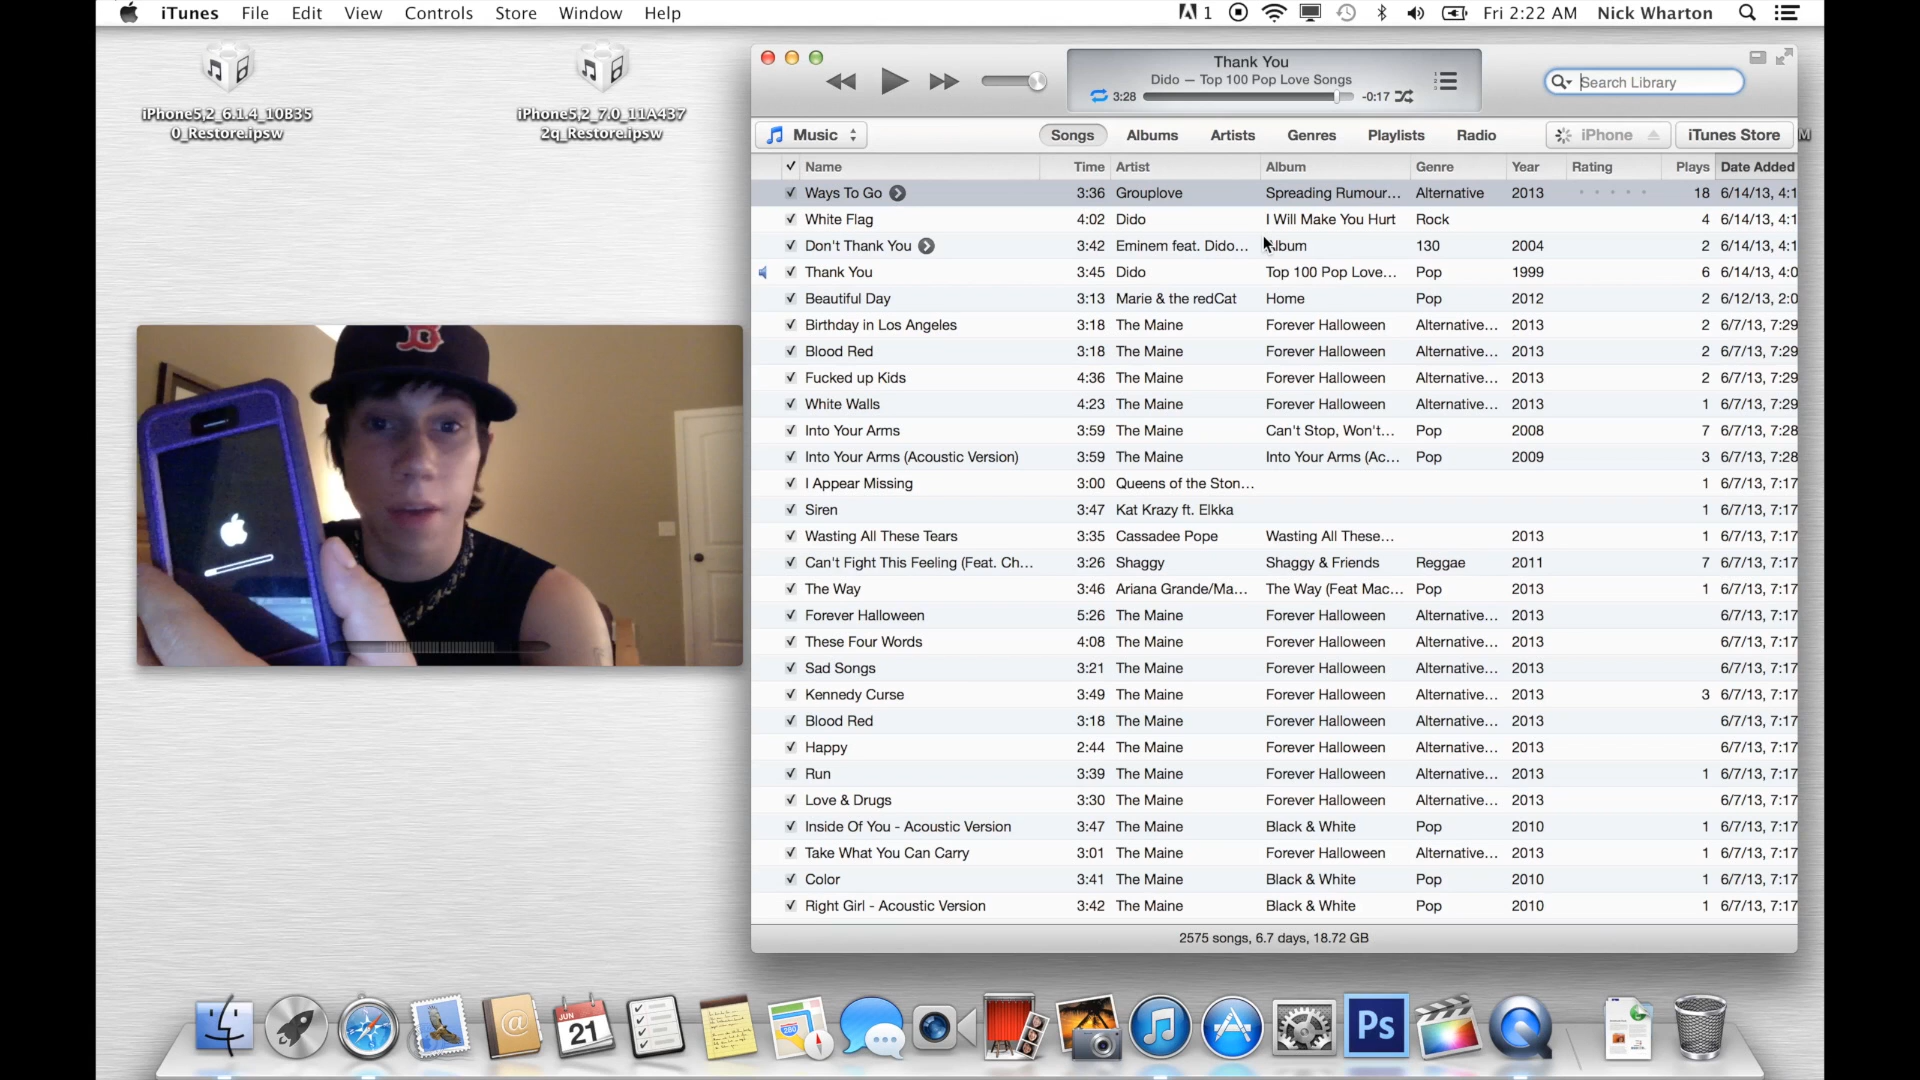 iTunes File Edit View Controls Store Window Help
1 Fri 2:22 AM Nick Wharton
iPhone5,2_6.1.4_10B35
0_Restore.ipsw
iPhone5,2_7.0_11A437
2q_Restore.ipsw
Thank You
Dido — Top 100 Pop Love Songs
3:28 -0:17
Search Library
Music Songs Albums Artists Genres Playlists Radio iPhone iTunes Store
Name Time Artist Album Genre Year Rating Plays Date Added
Ways To Go 3:36 Grouplove Spreading Rumour... Alternative 2013 18 6/14/13, 4:1
White Flag 4:02 Dido I Will Make You Hurt Rock 4 6/14/13, 4:1
Don't Thank You 3:42 Eminem feat. Dido... Album 130 2004 2 6/14/13, 4:1
Thank You 3:45 Dido Top 100 Pop Love... Pop 1999 6 6/14/13, 4:0
Beautiful Day 3:13 Marie & the redCat Home Pop 2012 2 6/12/13, 2:0
Birthday in Los Angeles 3:18 The Maine Forever Halloween Alternative... 2013 2 6/7/13, 7:29
Blood Red 3:18 The Maine Forever Halloween Alternative... 2013 2 6/7/13, 7:29
Fucked up Kids 4:36 The Maine Forever Halloween Alternative... 2013 2 6/7/13, 7:29
White Walls 4:23 The Maine Forever Halloween Alternative... 2013 1 6/7/13, 7:29
Into Your Arms 3:59 The Maine Can't Stop, Won't... Pop 2008 7 6/7/13, 7:28
Into Your Arms (Acoustic Version) 3:59 The Maine Into Your Arms (Ac... Pop 2009 3 6/7/13, 7:28
I Appear Missing 3:00 Queens of the Ston... 1 6/7/13, 7:17
Siren 3:47 Kat Krazy ft. Elkka 1 6/7/13, 7:17
Wasting All These Tears 3:35 Cassadee Pope Wasting All These... 2013 1 6/7/13, 7:17
Can't Fight This Feeling (Feat. Ch... 3:26 Shaggy Shaggy & Friends Reggae 2011 7 6/7/13, 7:17
The Way 3:46 Ariana Grande/Ma... The Way (Feat Mac... Pop 2013 1 6/7/13, 7:17
Forever Halloween 5:26 The Maine Forever Halloween Alternative... 2013 6/7/13, 7:17
These Four Words 4:08 The Maine Forever Halloween Alternative... 2013 6/7/13, 7:17
Sad Songs 3:21 The Maine Forever Halloween Alternative... 2013 6/7/13, 7:17
Kennedy Curse 3:49 The Maine Forever Halloween Alternative... 2013 3 6/7/13, 7:17
Blood Red 3:18 The Maine Forever Halloween Alternative... 2013 6/7/13, 7:17
Happy 2:44 The Maine Forever Halloween Alternative... 2013 6/7/13, 7:17
Run 3:39 The Maine Forever Halloween Alternative... 2013 1 6/7/13, 7:17
Love & Drugs 3:30 The Maine Forever Halloween Alternative... 2013 6/7/13, 7:17
Inside Of You - Acoustic Version 3:47 The Maine Black & White Pop 2010 1 6/7/13, 7:17
Take What You Can Carry 3:01 The Maine Forever Halloween Alternative... 2013 1 6/7/13, 7:17
Color 3:41 The Maine Black & White Pop 2010 1 6/7/13, 7:17
Right Girl - Acoustic Version 3:42 The Maine Black & White Pop 2010 1 6/7/13, 7:17
2575 songs, 6.7 days, 18.72 GB
B
JUN
21
@
280
Ps